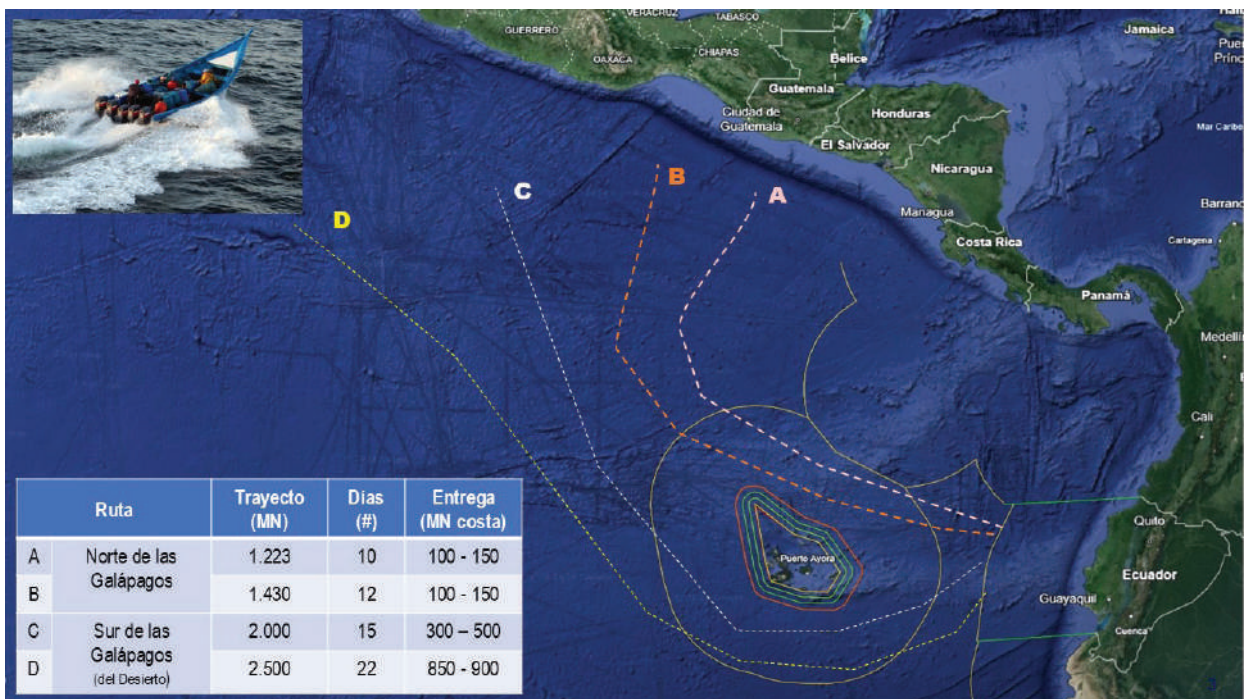 VERACRUZ
TABASCO
GUERRERO
OAXACA
CHIAPAS
Belice
Jamaica
Guatemala
Ciudad de
Guatemala
Honduras
El Salvador
Nicaragua
Managua
Costa Rica
Panamá
Mar Caribe
Cartagena
Medellín
Cali
Quito
Ecuador
Guayaquil
Cuenca
Puerto Ayora
A
B
C
D
Ruta Trayecto (MN) Días (#) Entrega (MN costa)
A Norte de las Galápagos 1.223 10 100 - 150
B 1.430 12 100 - 150
C Sur de las Galápagos (del Desierto) 2.000 15 300 – 500
D 2.500 22 850 - 900
3